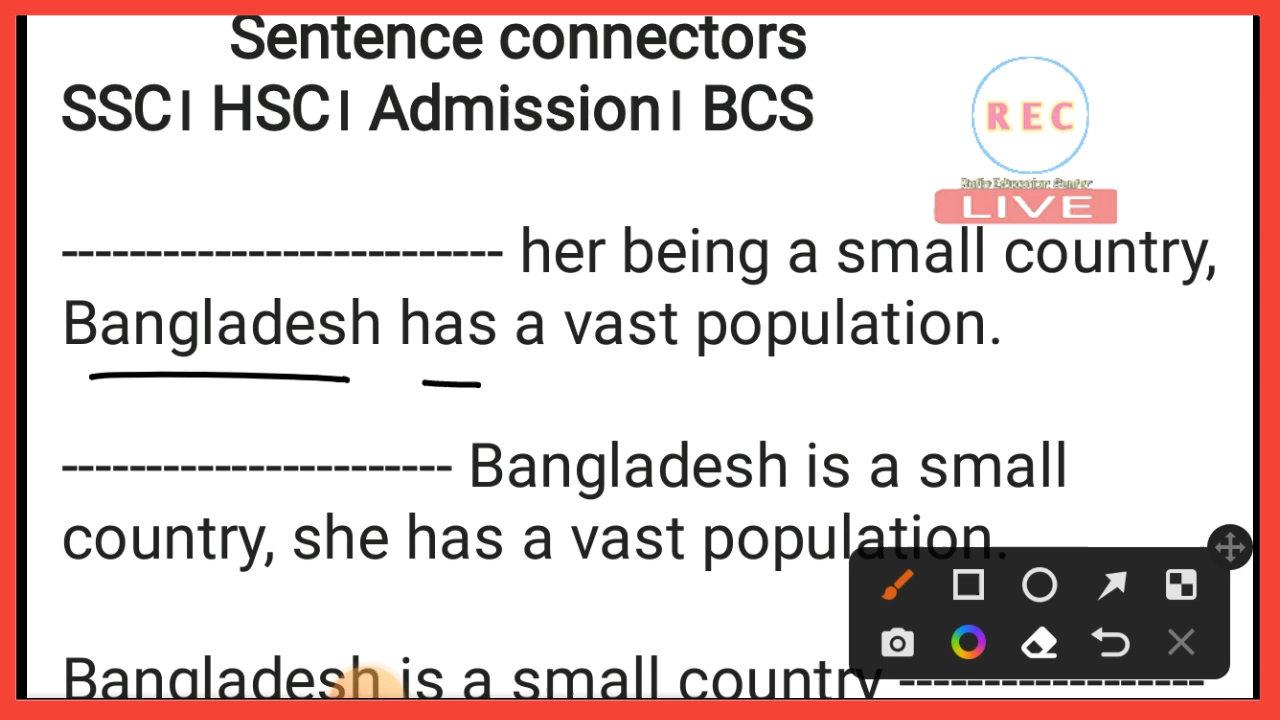 Sentence connectors
SSC। HSC। Admission। BCS
REC
LIVE
-------------------------- her being a small country,
Bangladesh has a vast population.
----------------------- Bangladesh is a small
country, she has a vast population.
Bangladesh is a small country ------------------